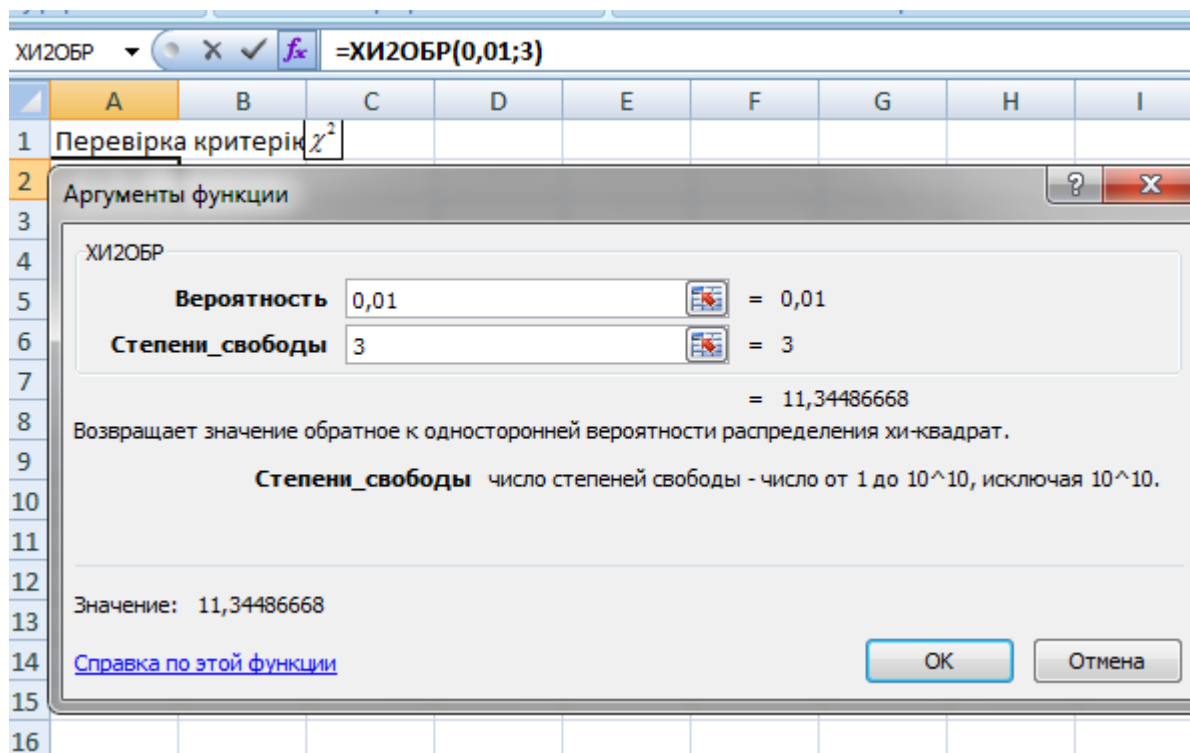 ХИ2ОБР fx =ХИ2ОБР(0,01;3)
A B C D E F G H I
1 Перевірка критерію χ²
2 Аргументы функции ?
3
4 ХИ2ОБР
5 Вероятность 0,01 = 0,01
6 Степени_свободы 3 = 3
7 = 11,34486668
8 Возвращает значение обратное к односторонней вероятности распределения хи-квадрат.
9 Степени_свободы число степеней свободы - число от 1 до 10^10, исключая 10^10.
10
11
12
13 Значение: 11,34486668
14 Справка по этой функции OK Отмена
15
16